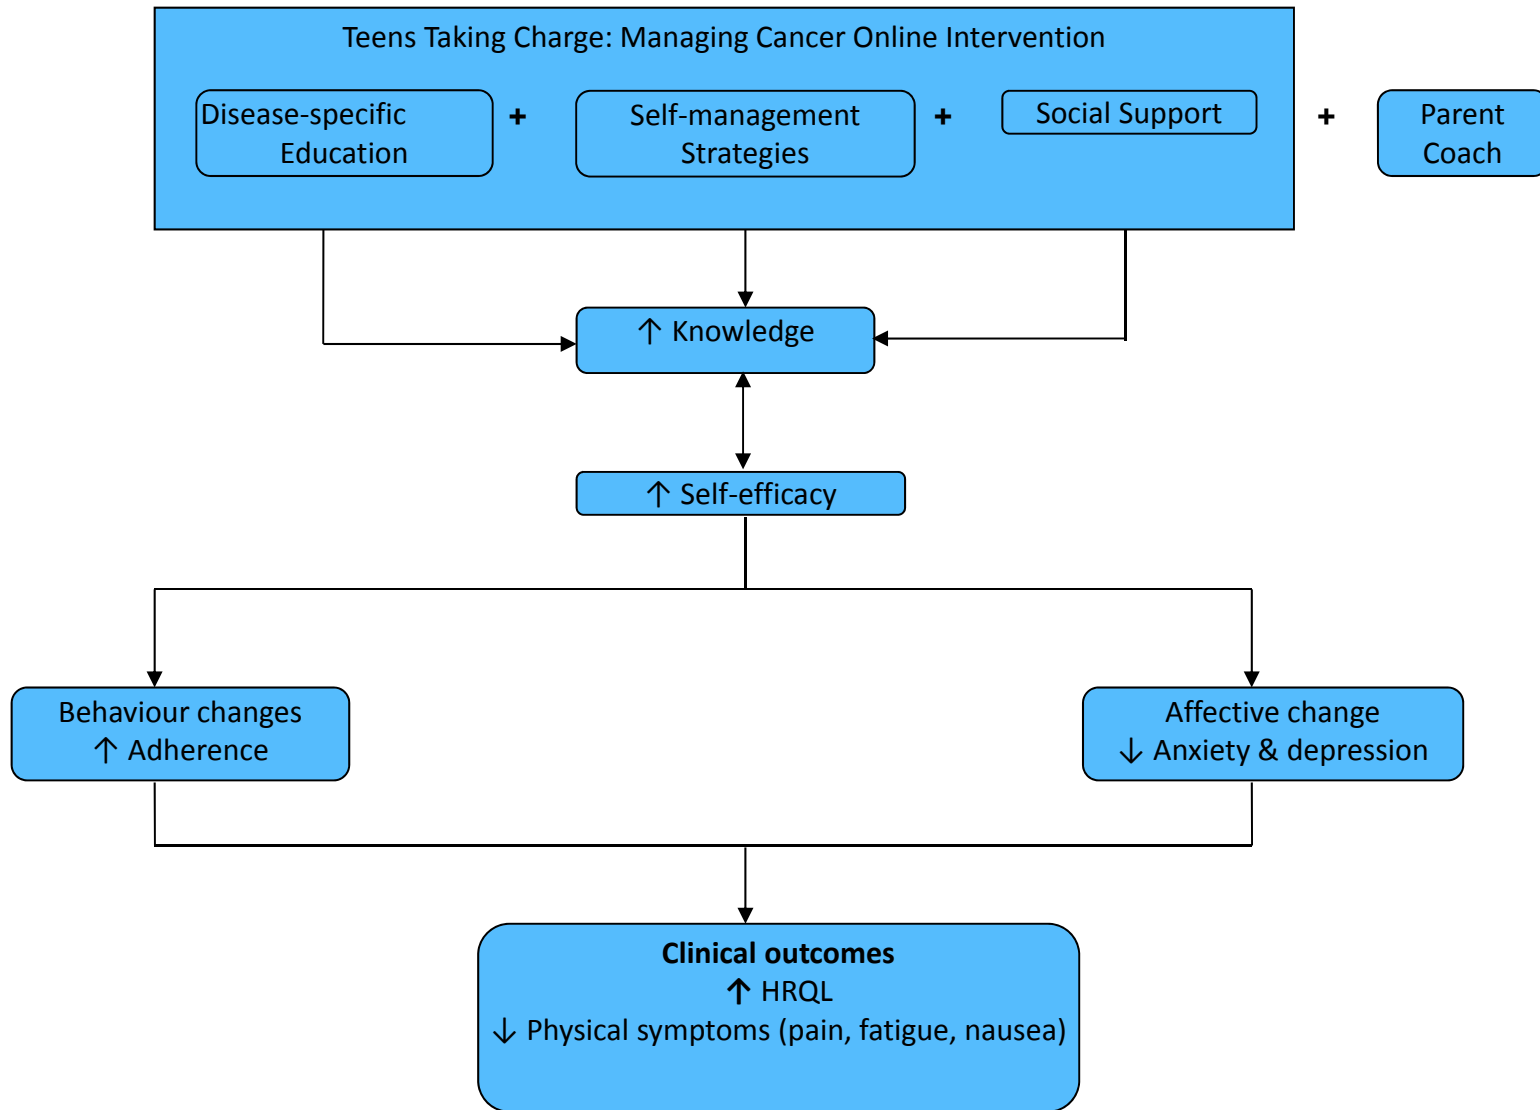 Teens Taking Charge: Managing Cancer Online Intervention
Disease-specific
Education
+
Self-management
Strategies
+
Social Support
+
Parent
Coach
↑ Knowledge
↑ Self-efficacy
Behaviour changes
↑ Adherence
Affective change
↓ Anxiety & depression
Clinical outcomes
↑ HRQL
↓ Physical symptoms (pain, fatigue, nausea)